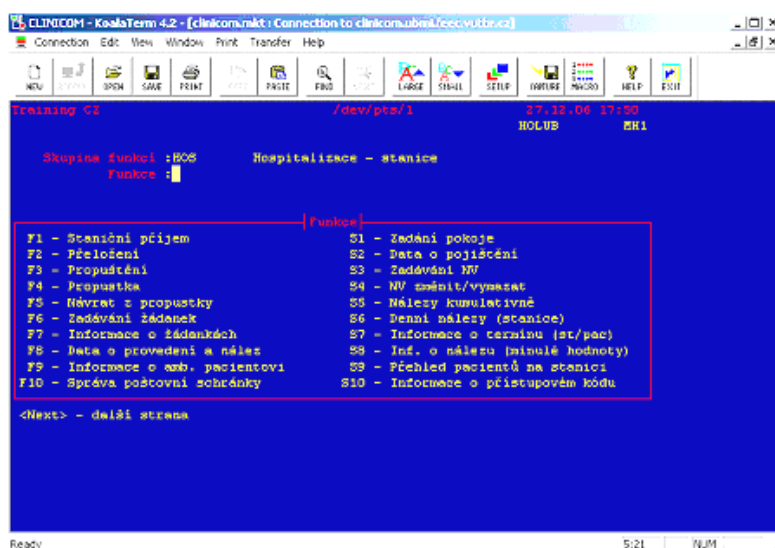 CLINICOM - KoalaTerm 4.2 - [clinicom.mkt : Connection to clinicom.ubmi.feec.vutbr.cz]
Connection Edit View Window Print Transfer Help
NEW OPEN SAVE PRINT PASTE FIND LARGE SMALL SETUP CAPTURE MACRO HELP EXIT
Training CZ /dev/pts/1 27.12.06 17:50
HOLUB MH1
Skupina funkcí :HOS Hospitalizace - stanice
Funkce :
Funkce
F1 - Staniční příjem S1 - Zadání pokoje
F2 - Přeložení S2 - Data o pojištění
F3 - Propuštění S3 - Zadávání NV
F4 - Propustka S4 - NV změnit/vymazat
F5 - Návrat z propustky S5 - Nálezy kumulativně
F6 - Zadávání žádanek S6 - Denní nálezy (stanice)
F7 - Informace o žádankách S7 - Informace o termínu (st/pac)
F8 - Data o provedení a nález S8 - Inf. o nálezu (minulé hodnoty)
F9 - Informace o amb. pacientovi S9 - Přehled pacientů na stanici
F10 - Správa poštovní schránky S10 - Informace o přístupovém kódu
<Next> - další strana
Ready 5:21 NUM